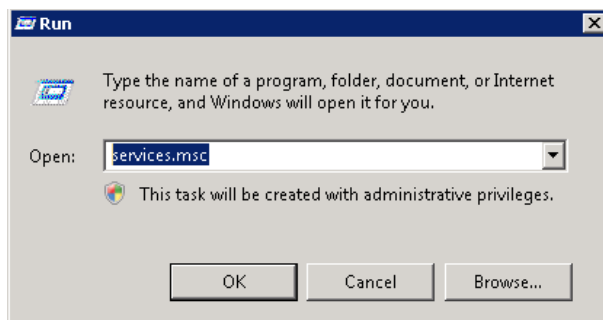 Run
Type the name of a program, folder, document, or Internet
resource, and Windows will open it for you.
Open: services.msc
This task will be created with administrative privileges.
OK Cancel Browse...